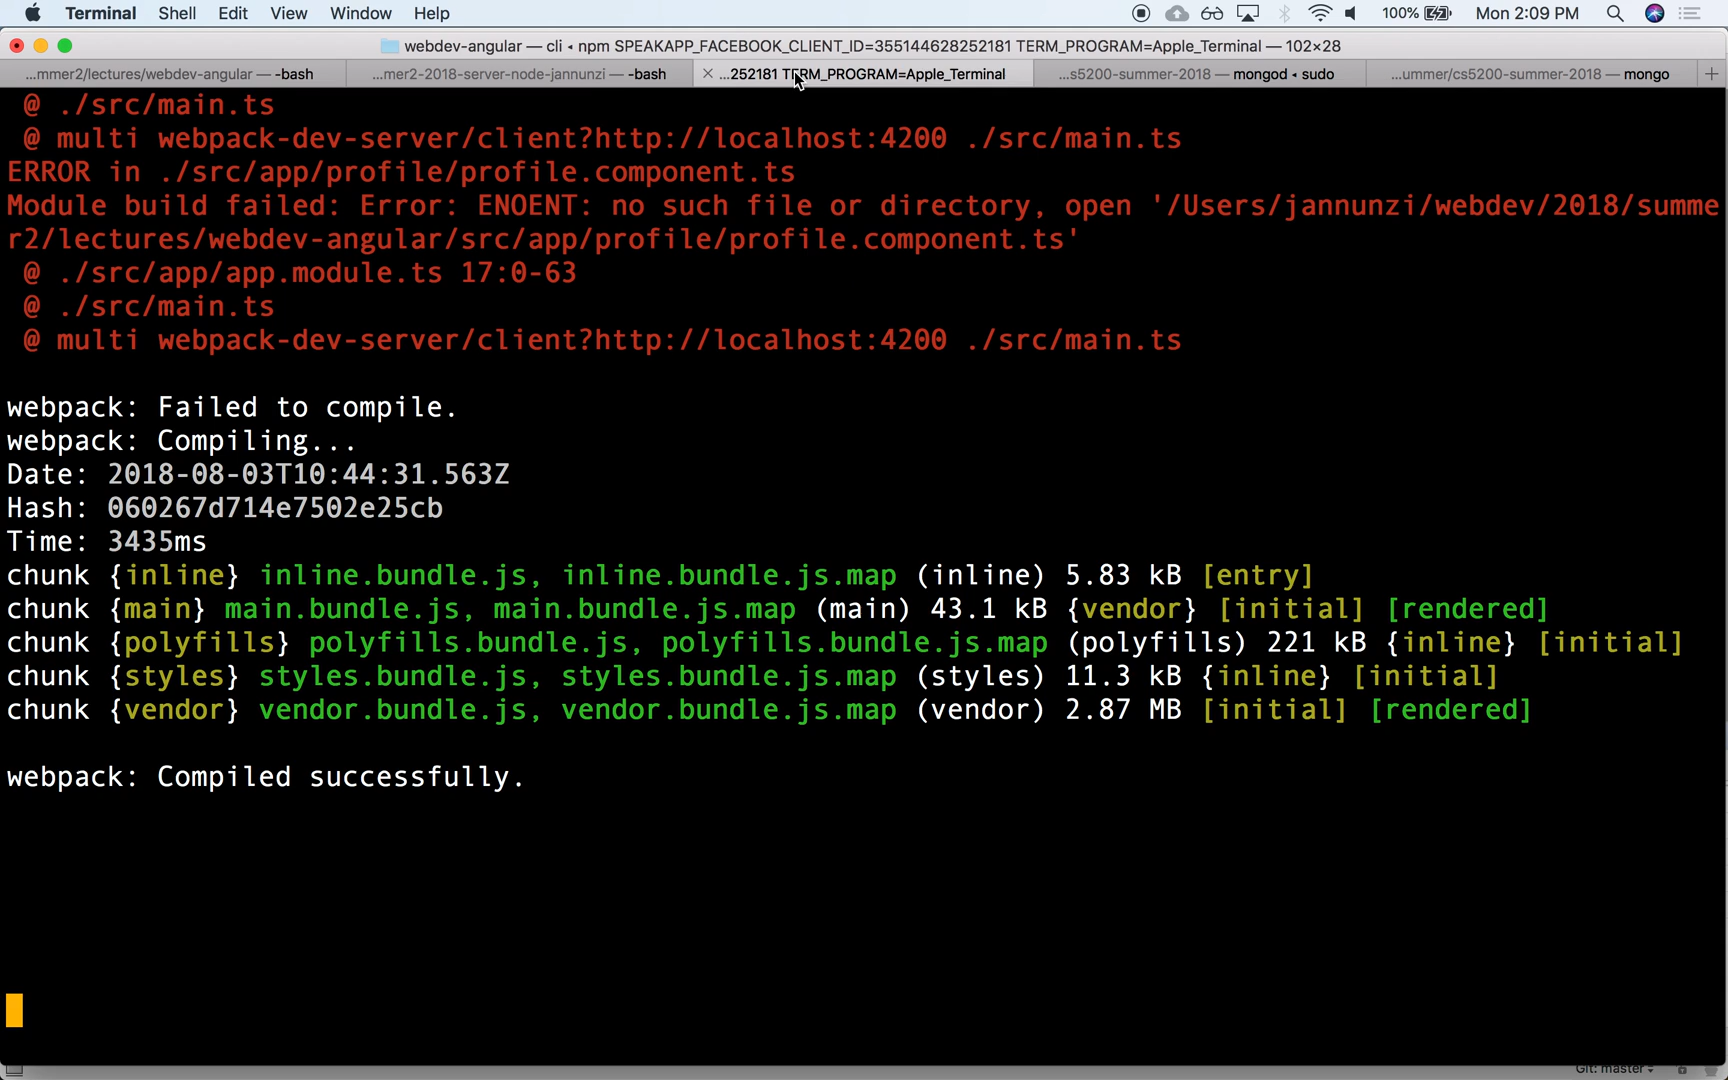 Terminal Shell Edit View Window Help 100% Mon 2:09 PM
webdev-angular — cli ◂ npm SPEAKAPP_FACEBOOK_CLIENT_ID=355144628252181 TERM_PROGRAM=Apple_Terminal — 102×28
...mmer2/lectures/webdev-angular — -bash ...mer2-2018-server-node-jannunzi — -bash ...252181 TERM_PROGRAM=Apple_Terminal ...s5200-summer-2018 — mongod ◂ sudo ...ummer/cs5200-summer-2018 — mongo
@ ./src/main.ts
@ multi webpack-dev-server/client?http://localhost:4200 ./src/main.ts
ERROR in ./src/app/profile/profile.component.ts
Module build failed: Error: ENOENT: no such file or directory, open '/Users/jannunzi/webdev/2018/summe
r2/lectures/webdev-angular/src/app/profile/profile.component.ts'
@ ./src/app/app.module.ts 17:0-63
@ ./src/main.ts
@ multi webpack-dev-server/client?http://localhost:4200 ./src/main.ts
webpack: Failed to compile.
webpack: Compiling...
Date: 2018-08-03T10:44:31.563Z
Hash: 060267d714e7502e25cb
Time: 3435ms
chunk {inline} inline.bundle.js, inline.bundle.js.map (inline) 5.83 kB [entry]
chunk {main} main.bundle.js, main.bundle.js.map (main) 43.1 kB {vendor} [initial] [rendered]
chunk {polyfills} polyfills.bundle.js, polyfills.bundle.js.map (polyfills) 221 kB {inline} [initial]
chunk {styles} styles.bundle.js, styles.bundle.js.map (styles) 11.3 kB {inline} [initial]
chunk {vendor} vendor.bundle.js, vendor.bundle.js.map (vendor) 2.87 MB [initial] [rendered]
webpack: Compiled successfully.
Git: master